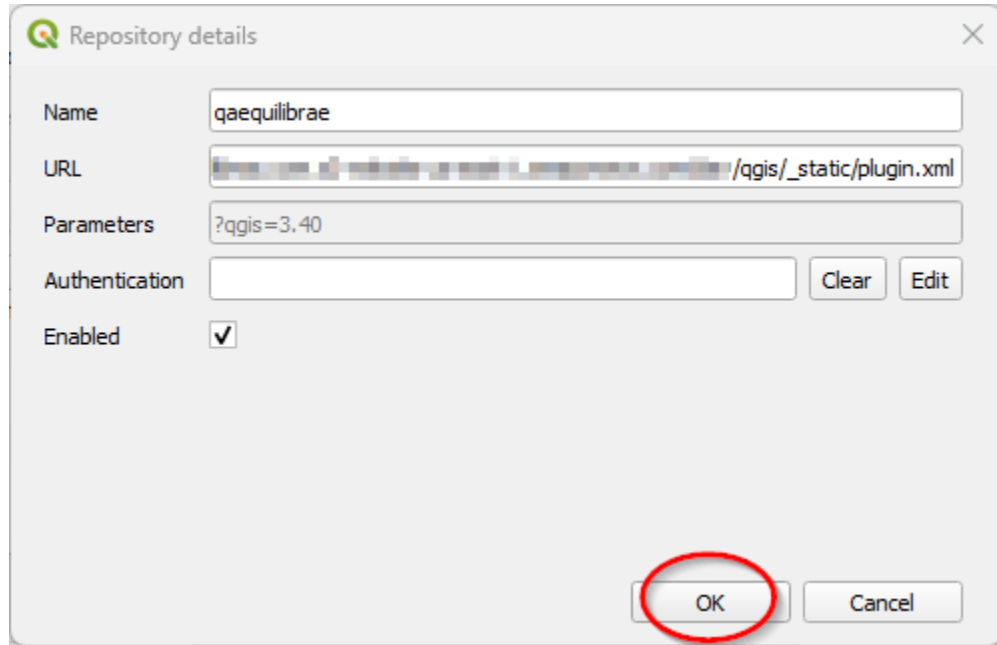 Repository details
Name qaequilibrae
URL /qgis/_static/plugin.xml
Parameters ?qgis=3.40
Authentication Clear Edit
Enabled
OK Cancel